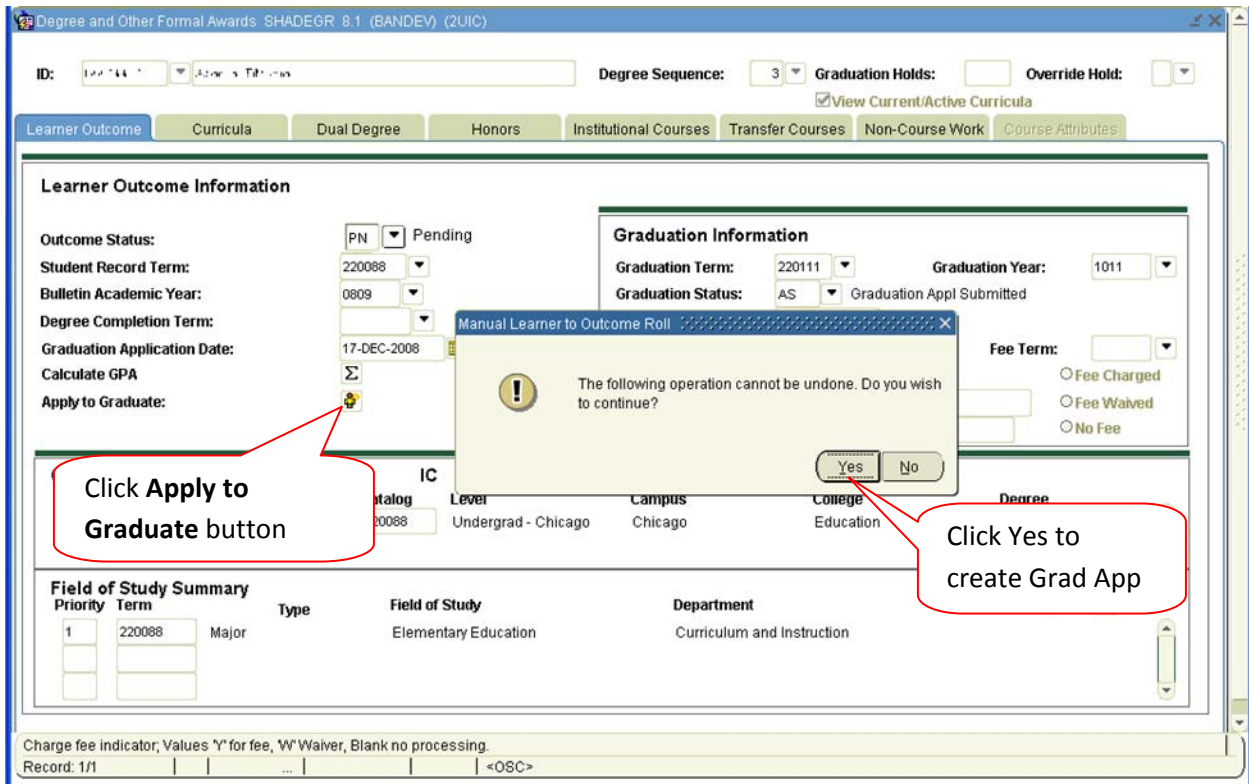 Degree and Other Formal Awards SHADEGR 8.1 (BANDEV) (2UIC)
ID: Degree Sequence: 3 Graduation Holds: Override Hold:
View Current/Active Curricula
Learner Outcome Curricula Dual Degree Honors Institutional Courses Transfer Courses Non-Course Work Course Attributes
Learner Outcome Information
Outcome Status: PN Pending
Student Record Term: 220088
Bulletin Academic Year: 0809
Degree Completion Term:
Graduation Application Date: 17-DEC-2008
Calculate GPA Σ
Apply to Graduate:
Graduation Information
Graduation Term: 220111 Graduation Year: 1011
Graduation Status: AS Graduation Appl Submitted
Fee Term:
Fee Charged
Fee Waived
No Fee
Manual Learner to Outcome Roll
The following operation cannot be undone. Do you wish
to continue?
Yes No
Click Apply to
Graduate button
Click Yes to
create Grad App
IC
Level Campus College Degree
0088 Undergrad - Chicago Chicago Education
Field of Study Summary
Priority Term Type Field of Study Department
1 220088 Major Elementary Education Curriculum and Instruction
Charge fee indicator; Values 'Y' for fee, 'W' Waiver, Blank no processing.
Record: 1/1 ... <OSC>